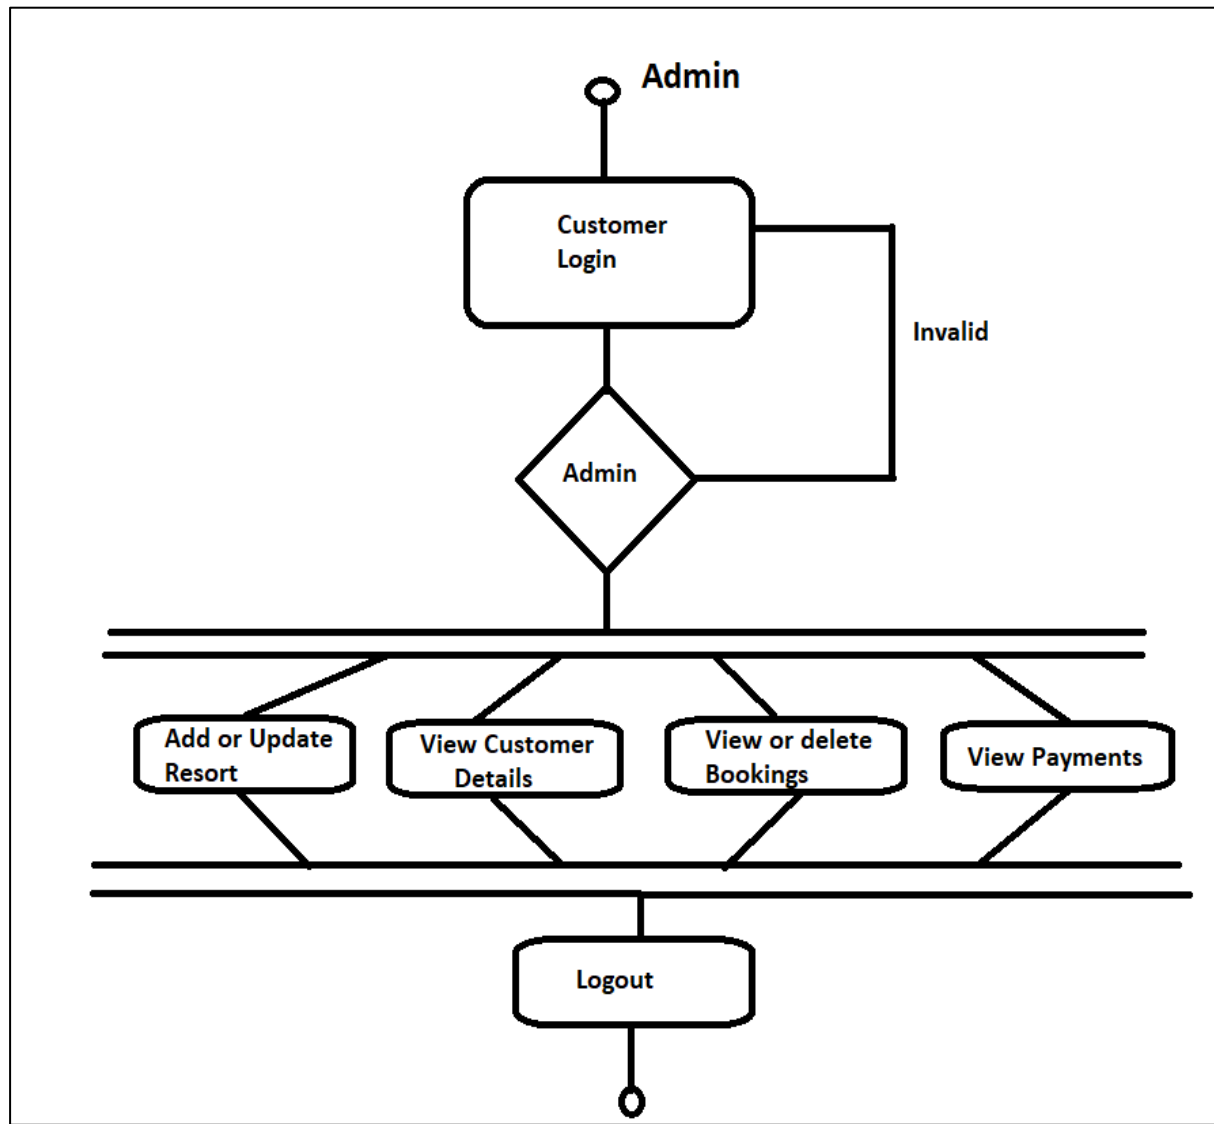 Admin
Customer
Login
Invalid
Admin
Add or Update
Resort
View Customer
Details
View or delete
Bookings
View Payments
Logout